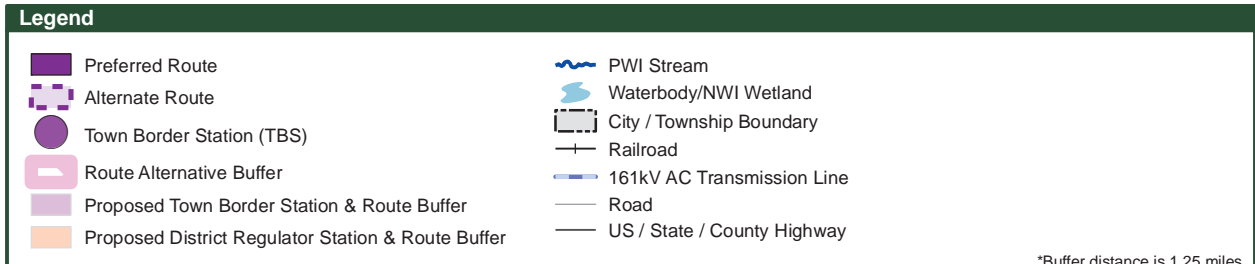 Legend
Preferred Route
Alternate Route
Town Border Station (TBS)
Route Alternative Buffer
Proposed Town Border Station & Route Buffer
Proposed District Regulator Station & Route Buffer
PWI Stream
Waterbody/NWI Wetland
City / Township Boundary
Railroad
161kV AC Transmission Line
Road
US / State / County Highway
*Buffer distance is 1.25 miles